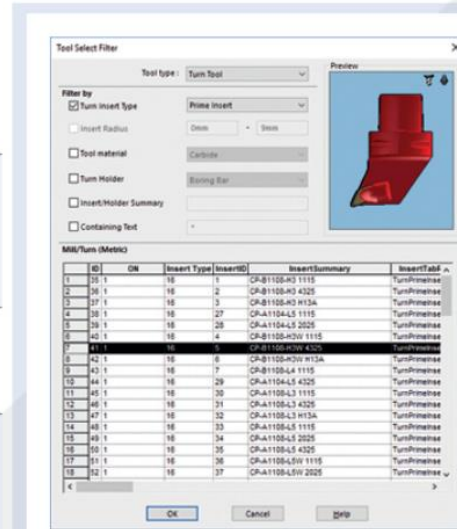 Tool Select Filter
Tool type : Turn Tool
Preview
Filter by
Turn Insert Type Prime Insert
Insert Radius 0mm - 9mm
Tool material Carbide
Turn Holder Boring Bar
Insert/Holder Summary
Containing Text *
Mill/Turn (Metric)
ID ON Insert Type InsertID InsertSummary InsertTabF
1 35 1 16 1 CP-B1108-H3 1115 TurnPrimeInse
2 36 1 16 2 CP-B1108-H3 4325 TurnPrimeInse
3 37 1 16 3 CP-B1108-H3 H13A TurnPrimeInse
4 38 1 16 27 CP-A1104-L5 1115 TurnPrimeInse
5 39 1 16 28 CP-A1104-L5 2025 TurnPrimeInse
6 40 1 16 4 CP-B1108-H3W 1115 TurnPrimeInse
7 41 1 16 5 CP-B1108-H3W 4325 TurnPrimeInse
8 42 1 16 6 CP-B1108-H3W H13A TurnPrimeInse
9 43 1 16 7 CP-B1108-L4 1115 TurnPrimeInse
10 44 1 16 29 CP-A1104-L5 4325 TurnPrimeInse
11 45 1 16 30 CP-A1108-L3 1115 TurnPrimeInse
12 46 1 16 31 CP-A1108-L3 4325 TurnPrimeInse
13 47 1 16 32 CP-A1108-L3 H13A TurnPrimeInse
14 48 1 16 33 CP-A1108-L5 1115 TurnPrimeInse
15 49 1 16 34 CP-A1108-L5 2025 TurnPrimeInse
16 50 1 16 35 CP-A1108-L5 4325 TurnPrimeInse
17 51 1 16 36 CP-A1108-L5W 1115 TurnPrimeInse
18 52 1 16 37 CP-A1108-L5W 2025 TurnPrimeInse
OK Cancel Help